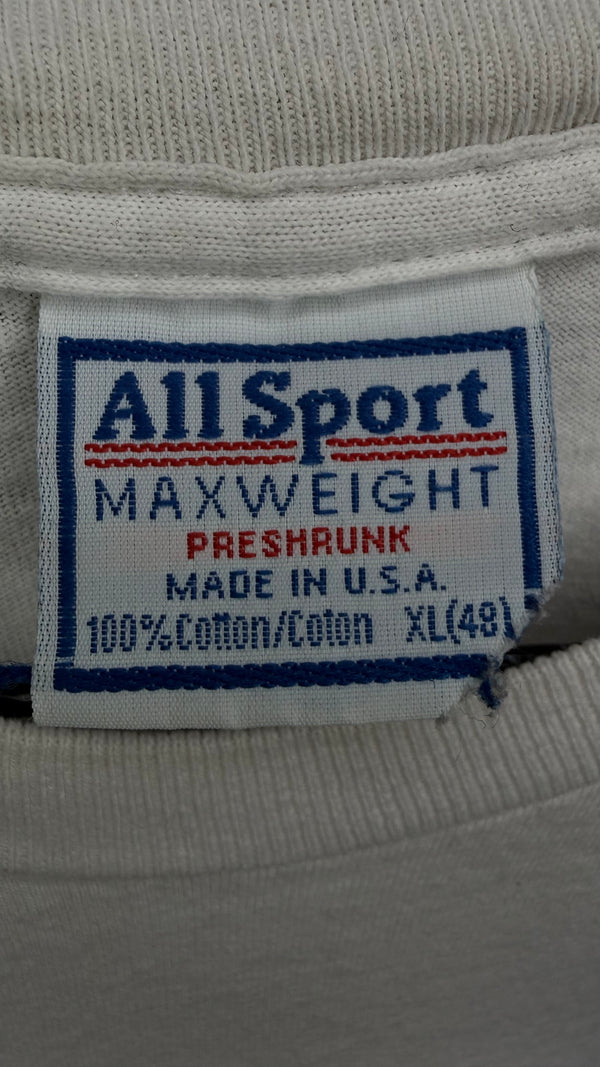 All Sport
MAXWEIGHT
PRESHRUNK
MADE IN U.S.A.
100% Cotton/Coton XL(48)